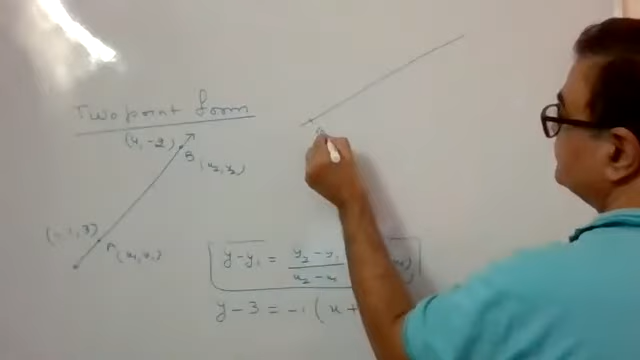 Two point form
(4, -2)
B (x₂, y₂)
(-1, 3)
A (x₁, y₁)
y - y₁ = y₂ - y₁ / x₂ - x₁
y - 3 = -1 ( x +